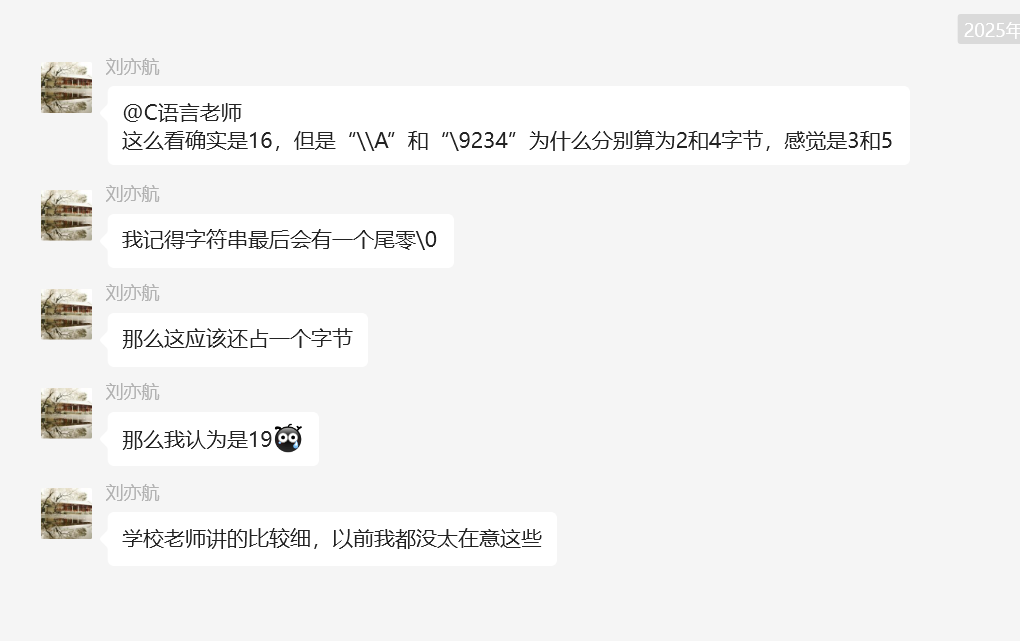 2025年
刘亦航
@C语言老师
这么看确实是16，但是“\\A”和“\9234”为什么分别算为2和4字节，感觉是3和5
刘亦航
我记得字符串最后会有一个尾零\0
刘亦航
那么这应该还占一个字节
刘亦航
那么我认为是19
刘亦航
学校老师讲的比较细，以前我都没太在意这些